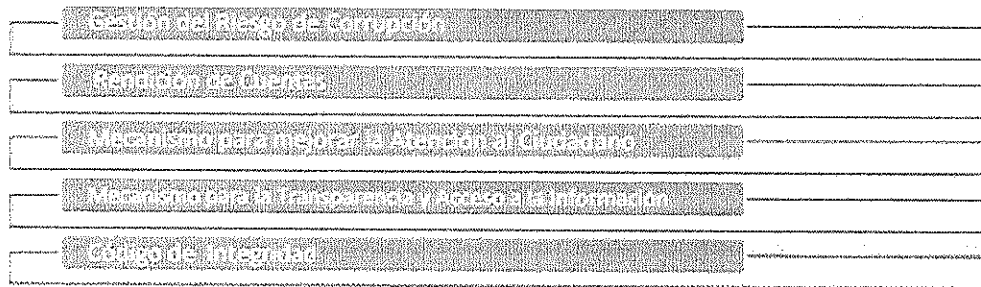 Gestión del Riesgo de Corrupción
Rendición de Cuentas
Mecanismo para mejorar la Atención al Ciudadano
Mecanismo para la Transparencia y Acceso a la Información
Código de Integridad